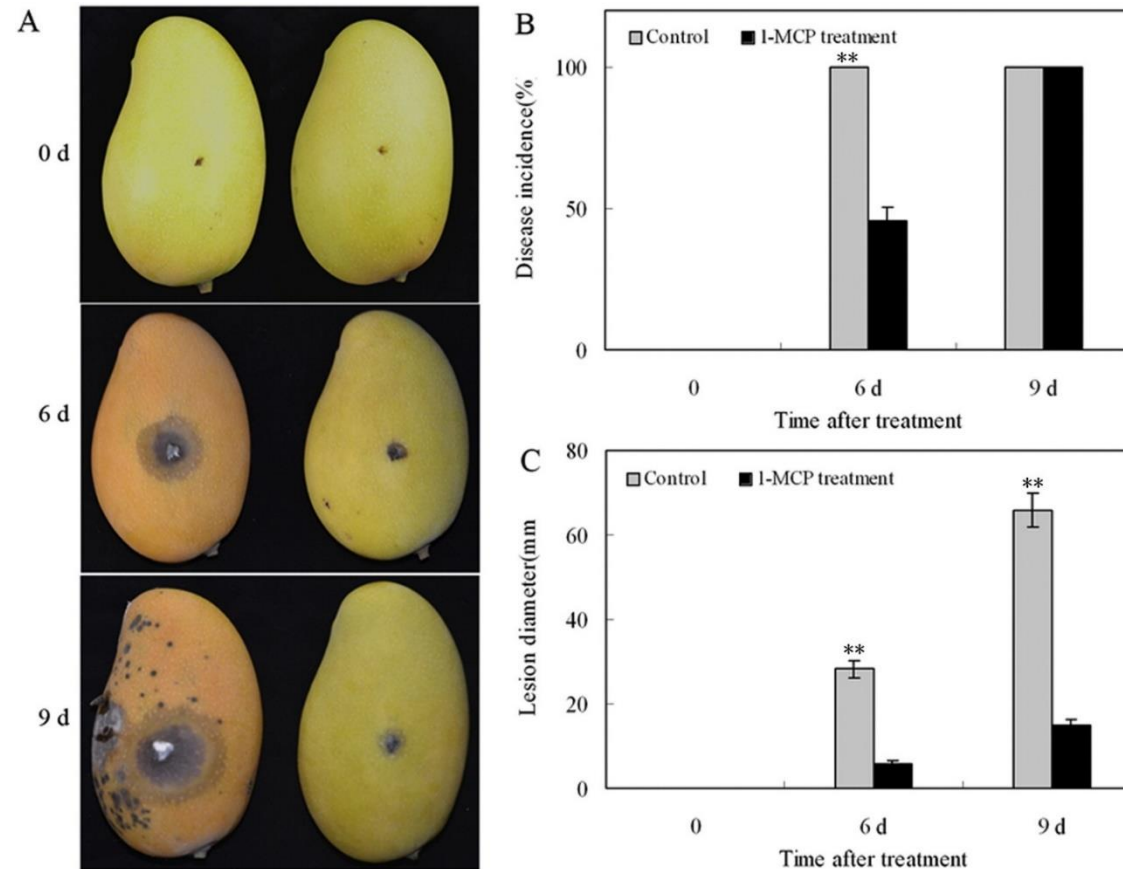 A
0 d
6 d
9 d
B
Control 1-MCP treatment
**
Disease incidence(%
100
50
0
0 6 d 9 d
Time after treatment
C
Control 1-MCP treatment
**
**
Lesion diameter(mm
80
60
40
20
0
0 6 d 9 d
Time after treatment